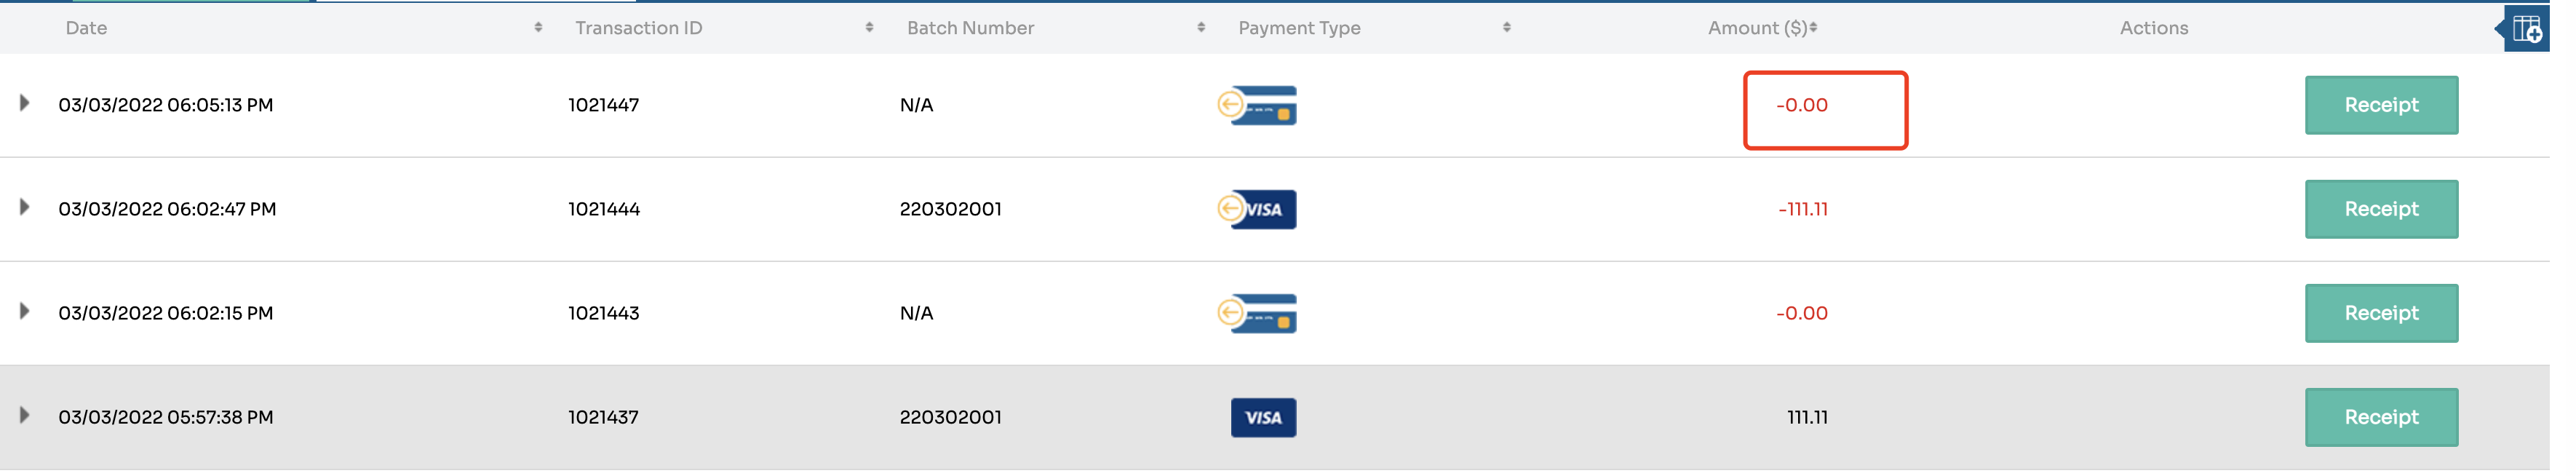 Date Transaction ID Batch Number Payment Type Amount ($) Actions
03/03/2022 06:05:13 PM 1021447 N/A -0.00 Receipt
03/03/2022 06:02:47 PM 1021444 220302001 VISA -111.11 Receipt
03/03/2022 06:02:15 PM 1021443 N/A -0.00 Receipt
03/03/2022 05:57:38 PM 1021437 220302001 VISA 111.11 Receipt